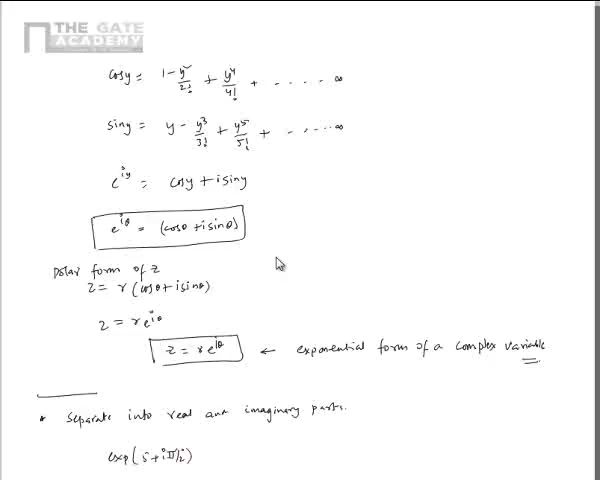 THE GATE
ACADEMY
cosy = 1 - y²/2! + y⁴/4! + - . . . . ∞
siny = y - y³/3! + y⁵/5! + - . . . . ∞
e^iy = cosy + isiny
e^iθ = (cosθ + isinθ)
polar form of z
z = r (cosθ + isinθ)
z = re^iθ
z = re^iθ ← exponential form of a complex variable
* Separate into real and imaginary parts.
exp(5 + iπ/2)